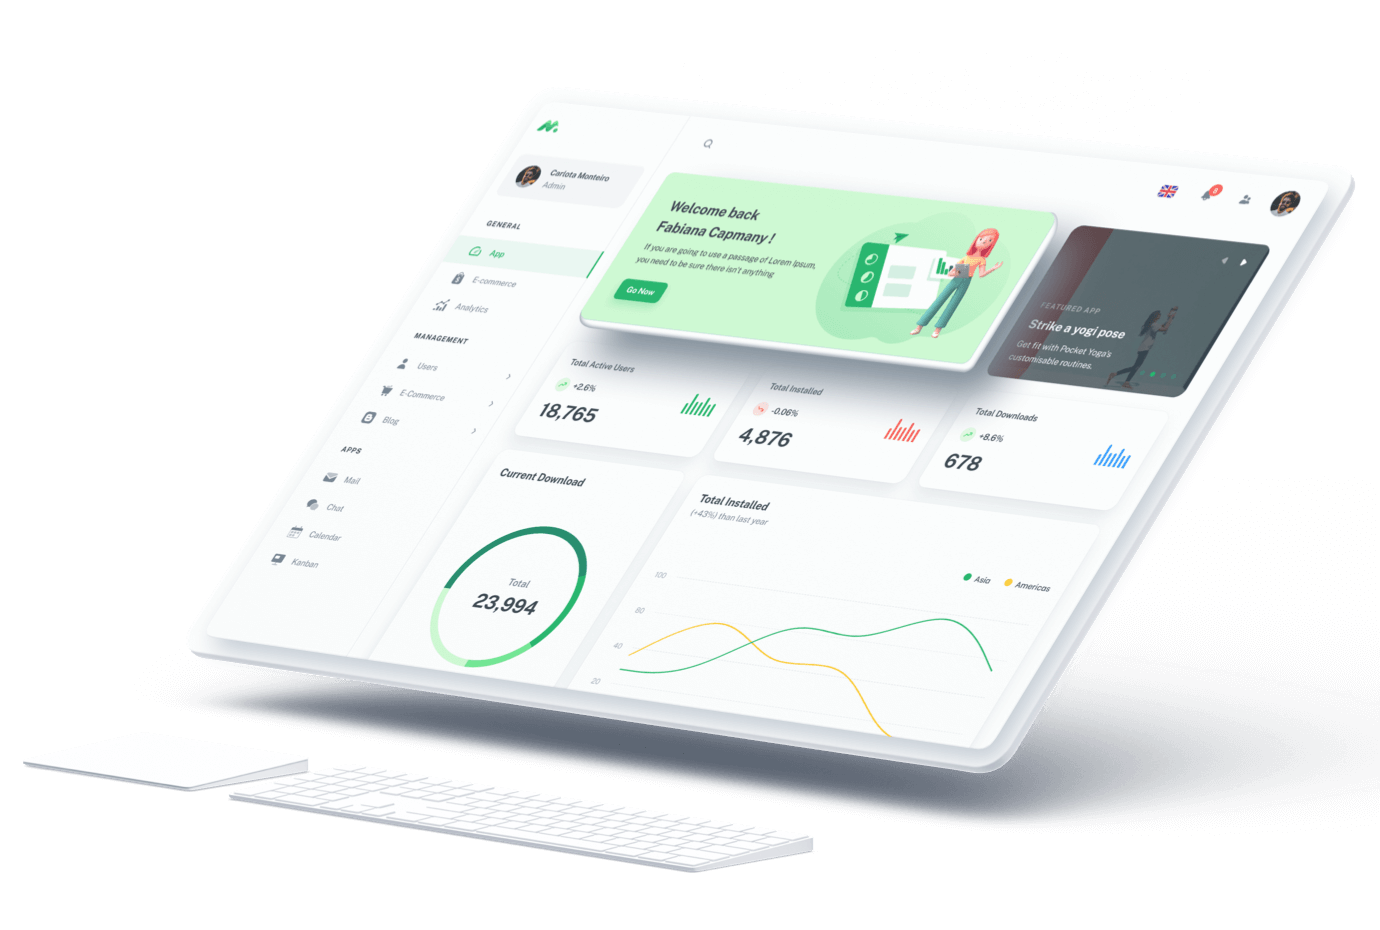 Carlota Monteiro
Admin
GENERAL
App
E-commerce
Analytics
MANAGEMENT
Users
E-Commerce
Blog
APPS
Mail
Chat
Calendar
Kanban
Welcome back
Fabiana Capmany !
If you are going to use a passage of Lorem Ipsum,
you need to be sure there isn't anything
Go Now
FEATURED APP
Strike a yogi pose
Get fit with Pocket Yoga's
customisable routines.
Total Active Users
+2.6%
18,765
Total Installed
-0.06%
4,876
Total Downloads
+8.6%
678
Current Download
Total
23,994
Total Installed
(+43%) than last year
Asia
Americas
100
80
40
20